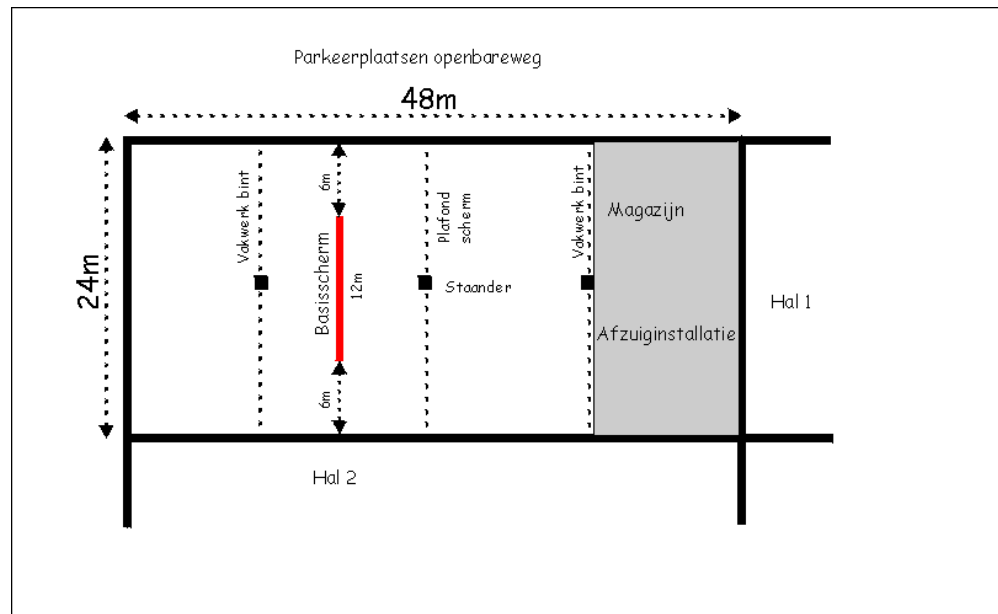 Parkeerplaatsen openbareweg
48m
24m
Vakwerk bint
6m
Basisscherm
12m
6m
Plafond
scherm
Staander
Vakwerk bint
Magazijn
Afzuiginstallatie
Hal 1
Hal 2